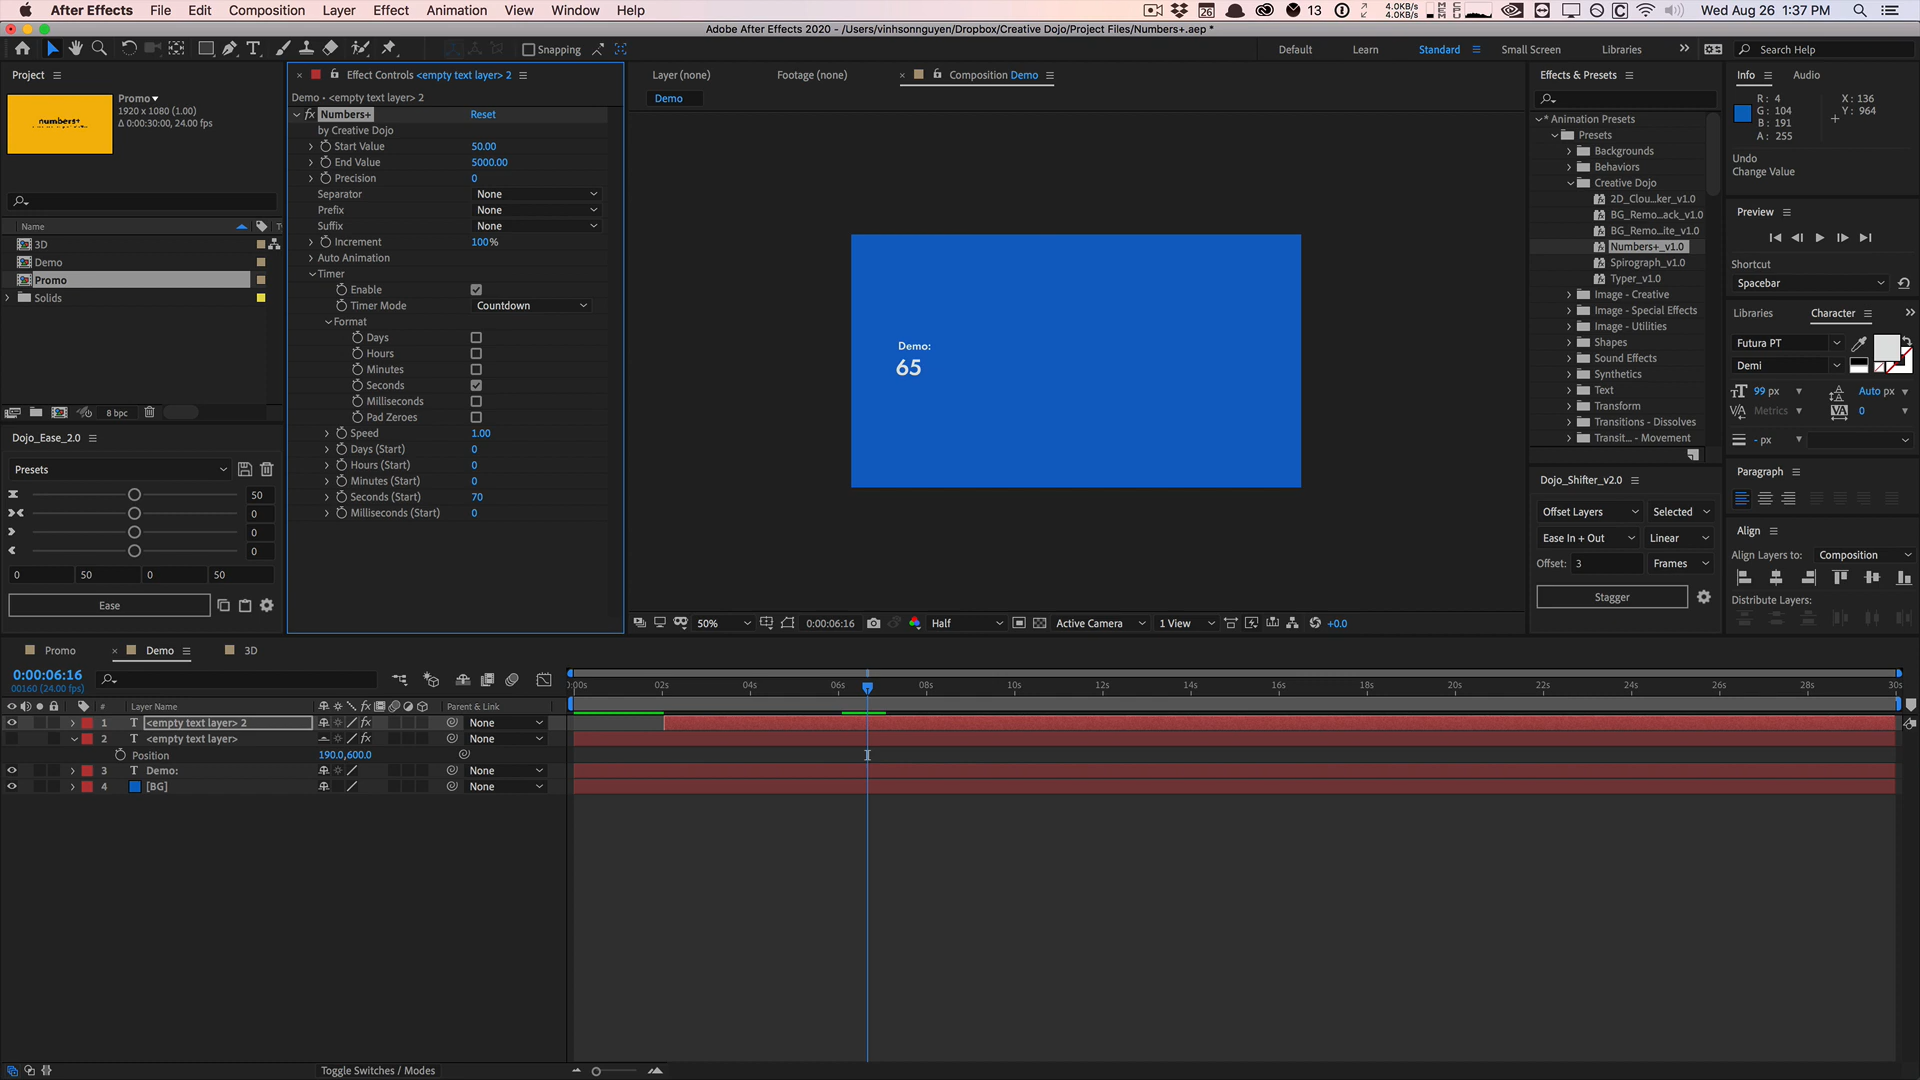 After Effects File Edit Composition Layer Effect Animation View Window Help
26 13 4.0KB/s 4.0KB/s Wed Aug 26 1:37 PM
Adobe After Effects 2020 - /Users/vinhsonnguyen/Dropbox/Creative Dojo/Project Files/Numbers+.aep *
Snapping Default Learn Standard Small Screen Libraries Search Help
Project
Promo
1920 x 1080 (1.00)
Δ 0:00:30:00, 24.00 fps
numbers+
Name
3D
Demo
Promo
Solids
8 bpc
Dojo_Ease_2.0
Presets
50
0
0
0
0 50 0 50
Ease
Effect Controls <empty text layer> 2
Demo • <empty text layer> 2
fx Numbers+ Reset
by Creative Dojo
Start Value 50.00
End Value 5000.00
Precision 0
Separator None
Prefix None
Suffix None
Increment 100%
Auto Animation
Timer
Enable
Timer Mode Countdown
Format
Days
Hours
Minutes
Seconds
Milliseconds
Pad Zeroes
Speed 1.00
Days (Start) 0
Hours (Start) 0
Minutes (Start) 0
Seconds (Start) 70
Milliseconds (Start) 0
Layer (none) Footage (none) Composition Demo
Demo
Demo:
65
50% 0:00:06:16 Half Active Camera 1 View +0.0
Effects & Presets
* Animation Presets
Presets
Backgrounds
Behaviors
Creative Dojo
2D_Clou...ker_v1.0
BG_Remo...ack_v1.0
BG_Remo...ite_v1.0
Numbers+_v1.0
Spirograph_v1.0
Typer_v1.0
Image - Creative
Image - Special Effects
Image - Utilities
Shapes
Sound Effects
Synthetics
Text
Transform
Transitions - Dissolves
Transit... - Movement
Dojo_Shifter_v2.0
Offset Layers Selected
Ease In + Out Linear
Offset: 3 Frames
Stagger
Info Audio
R: 4 X: 136
G: 104 Y: 964
B: 191
A: 255
Undo
Change Value
Preview
Shortcut
Spacebar
Libraries Character
Futura PT
Demi
99 px Auto px
Metrics 0
- px
Paragraph
Align
Align Layers to: Composition
Distribute Layers:
Promo Demo 3D
0:00:06:16
00160 (24.00 fps)
0:00s 02s 04s 06s 08s 10s 12s 14s 16s 18s 20s 22s 24s 26s 28s 30s
# Layer Name fx Parent & Link
1 T <empty text layer> 2 fx None
2 T <empty text layer> fx None
Position 190.0,600.0
3 T Demo: None
4 [BG] None
Toggle Switches / Modes